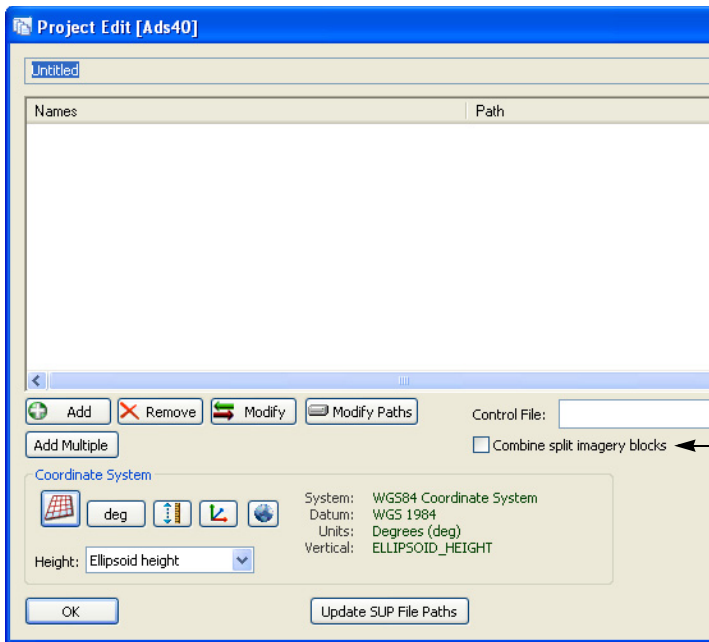 Project Edit [Ads40]
Untitled
Names Path
Add Remove Modify Modify Paths Control File:
Add Multiple Combine split imagery blocks
Coordinate System
deg
System: WGS84 Coordinate System
Datum: WGS 1984
Units: Degrees (deg)
Vertical: ELLIPSOID_HEIGHT
Height: Ellipsoid height
OK Update SUP File Paths